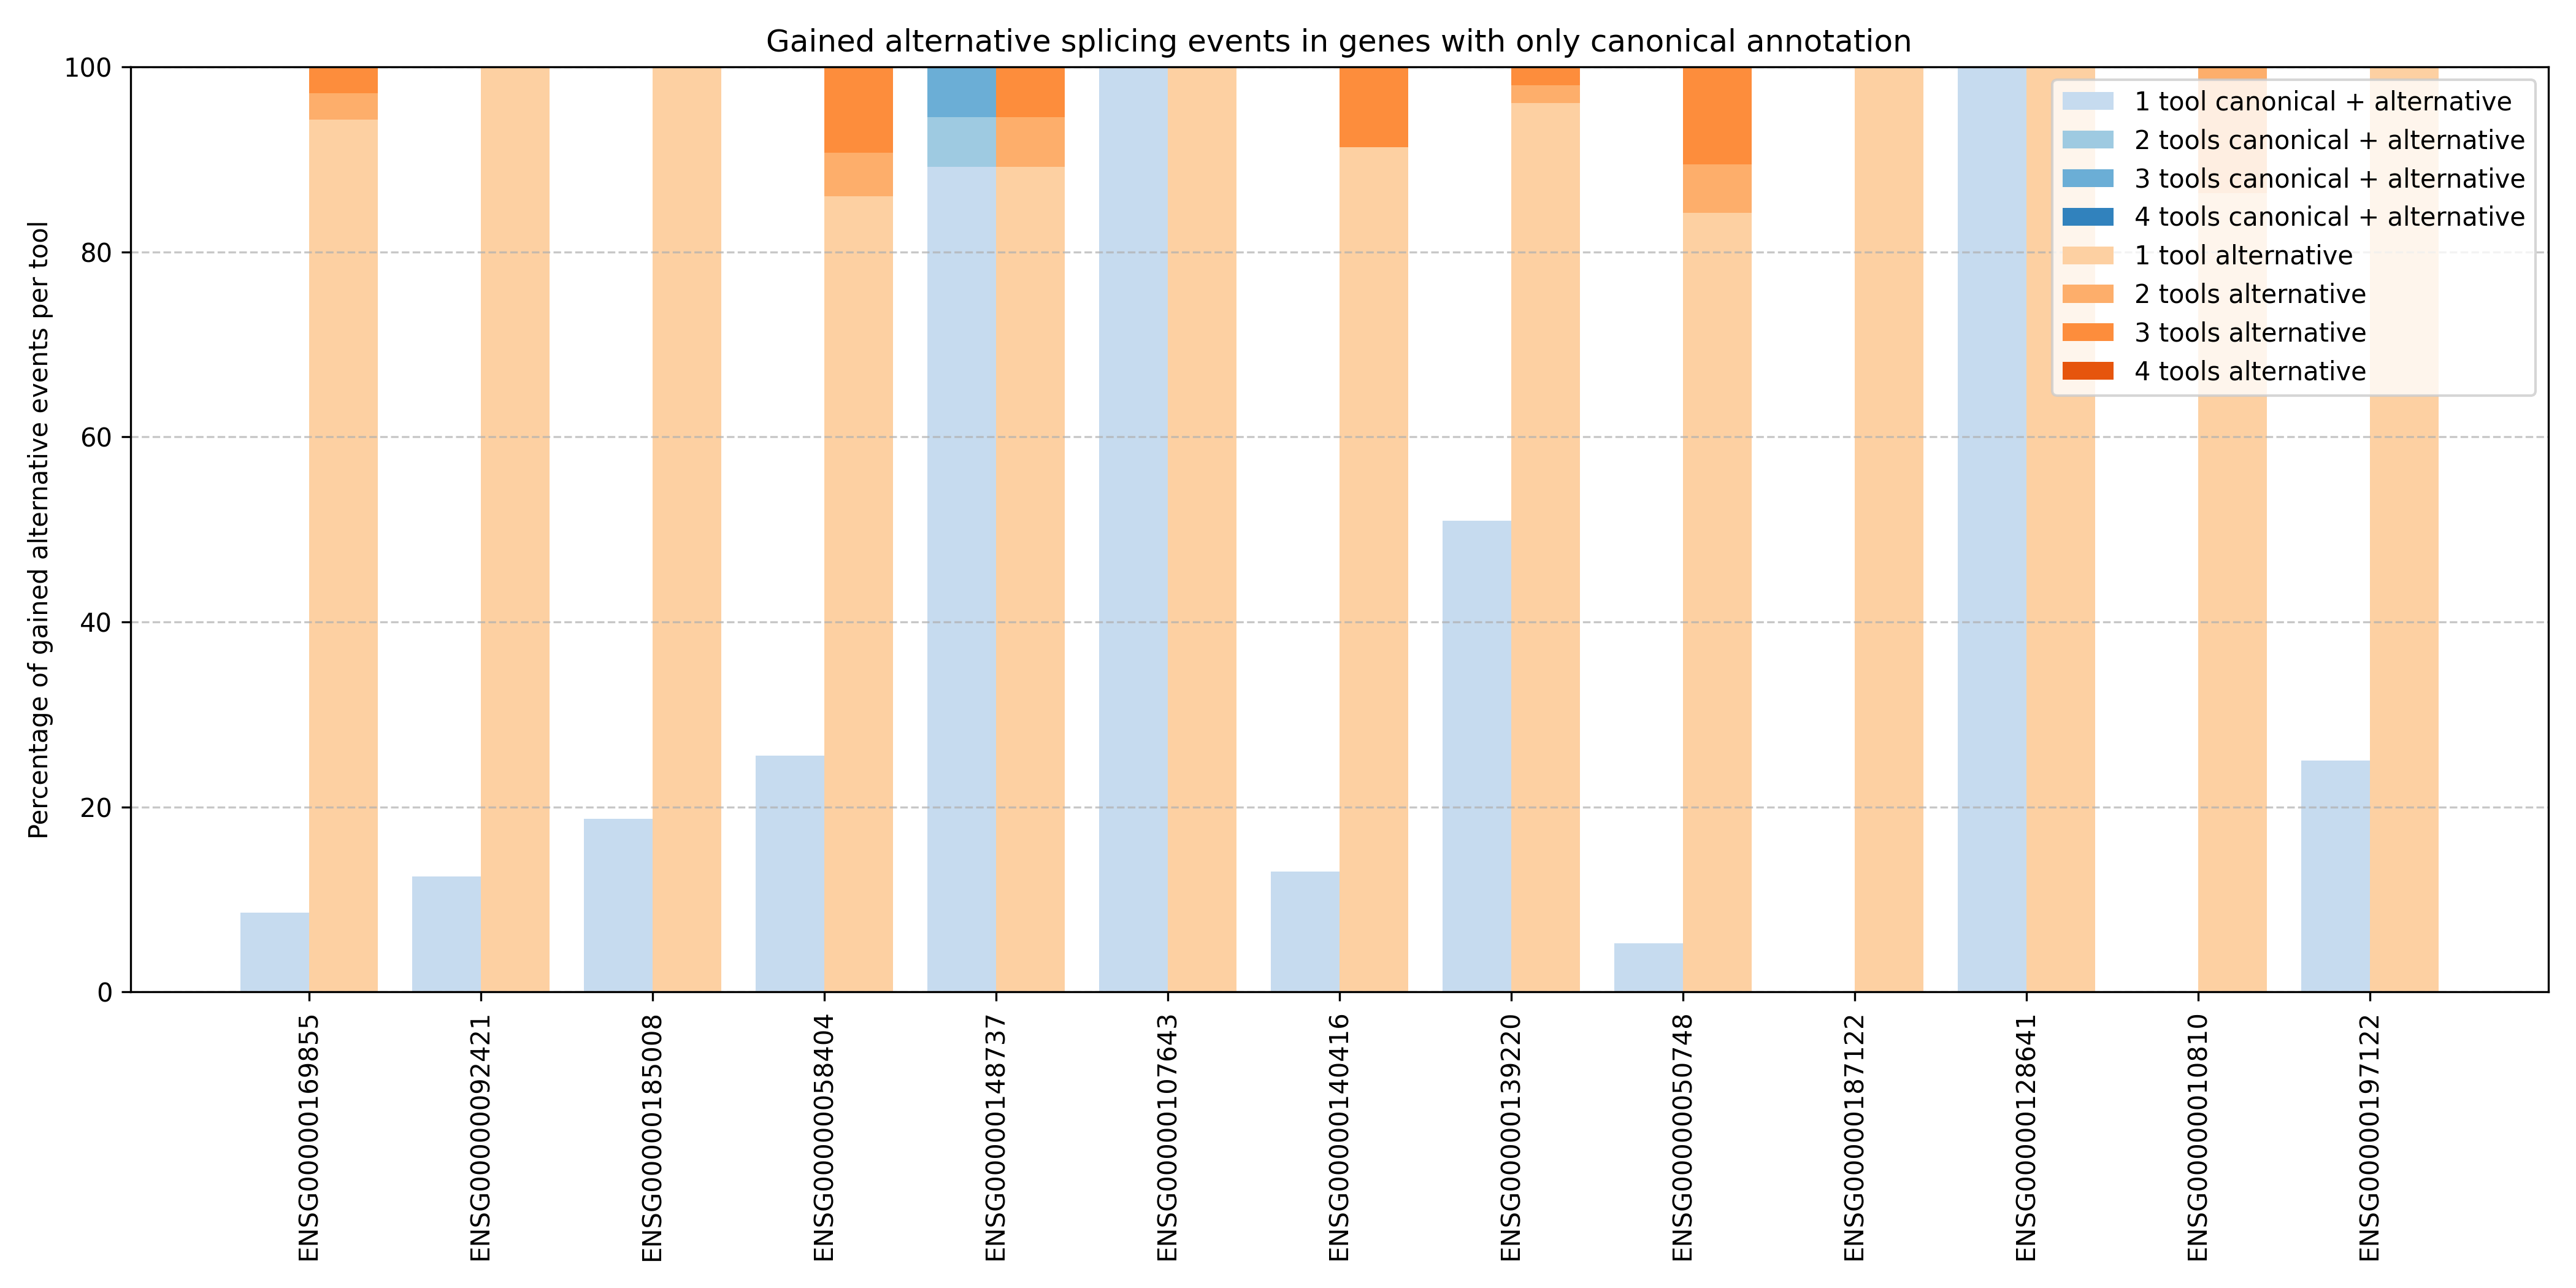 Gained alternative splicing events in genes with only canonical annotation
Percentage of gained alternative events per tool
100
80
60
40
20
0
1 tool canonical + alternative
2 tools canonical + alternative
3 tools canonical + alternative
4 tools canonical + alternative
1 tool alternative
2 tools alternative
3 tools alternative
4 tools alternative
ENSG00000169855
ENSG00000092421
ENSG00000185008
ENSG00000058404
ENSG00000148737
ENSG00000107643
ENSG00000140416
ENSG00000139220
ENSG00000050748
ENSG00000187122
ENSG00000128641
ENSG00000010810
ENSG00000197122